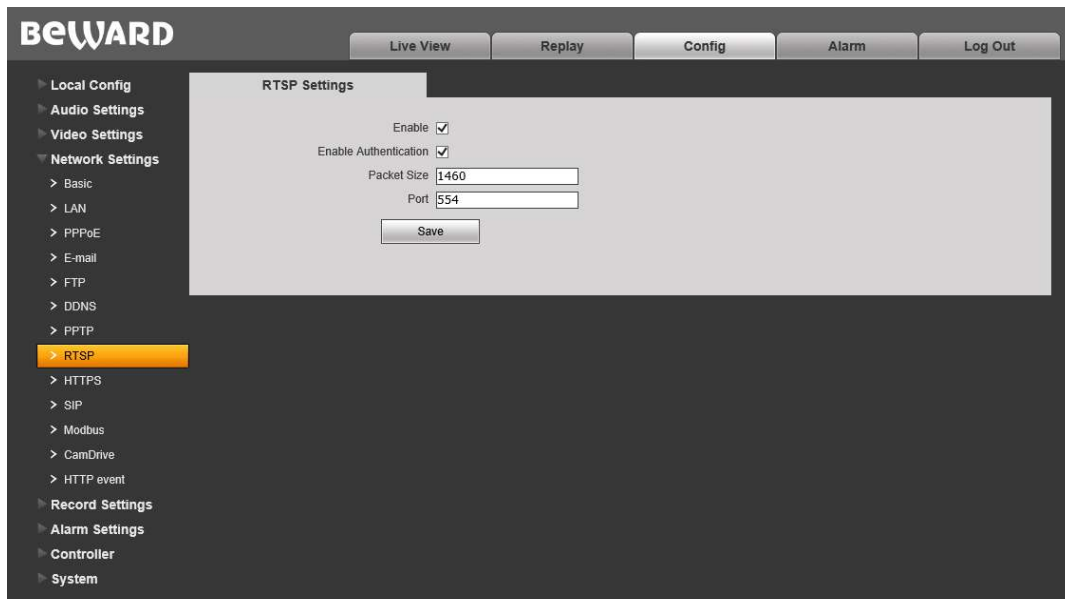 BEWARD
Live View
Replay
Config
Alarm
Log Out
Local Config
Audio Settings
Video Settings
Network Settings
> Basic
> LAN
> PPPoE
> E-mail
> FTP
> DDNS
> PPTP
> RTSP
> HTTPS
> SIP
> Modbus
> CamDrive
> HTTP event
Record Settings
Alarm Settings
Controller
System
RTSP Settings
Enable
Enable Authentication
Packet Size 1460
Port 554
Save